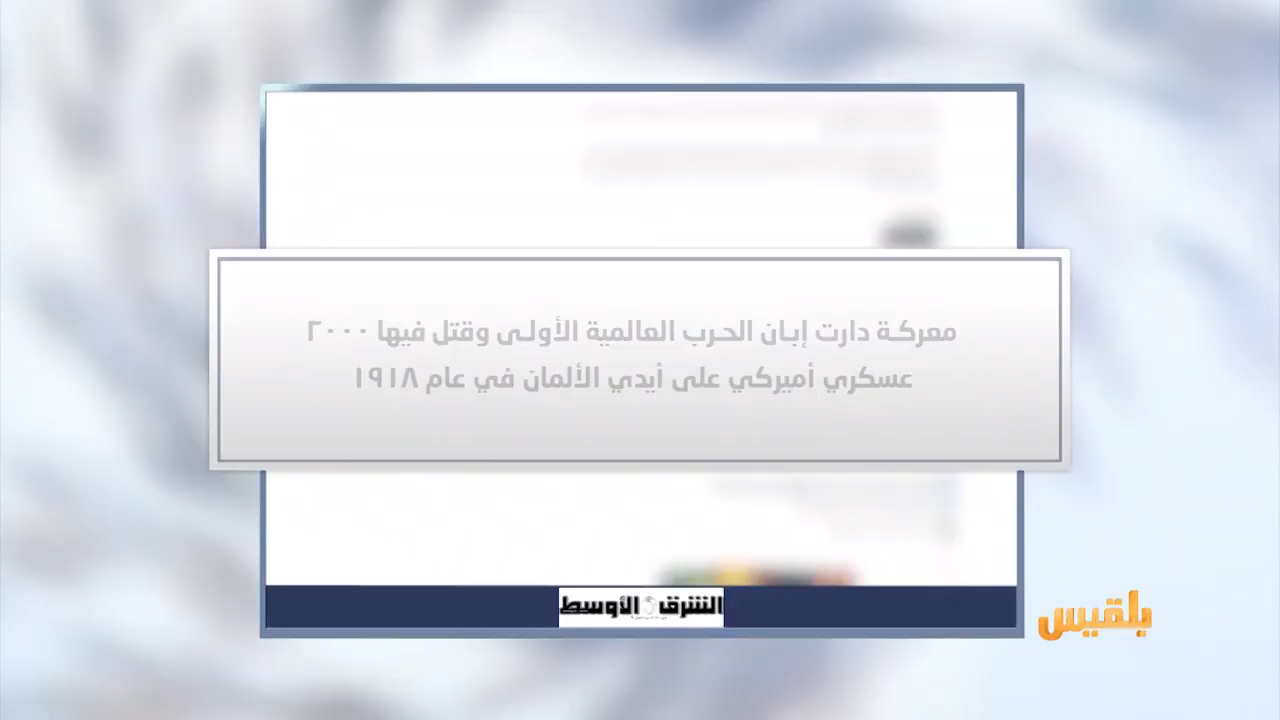 معركة دارت إبان الحرب العالمية الأولى وقتل فيها ٢٠٠٠
عسكري أميركي على أيدي الألمان في عام ١٩١٨
الشرق الأوسط
بلقيس